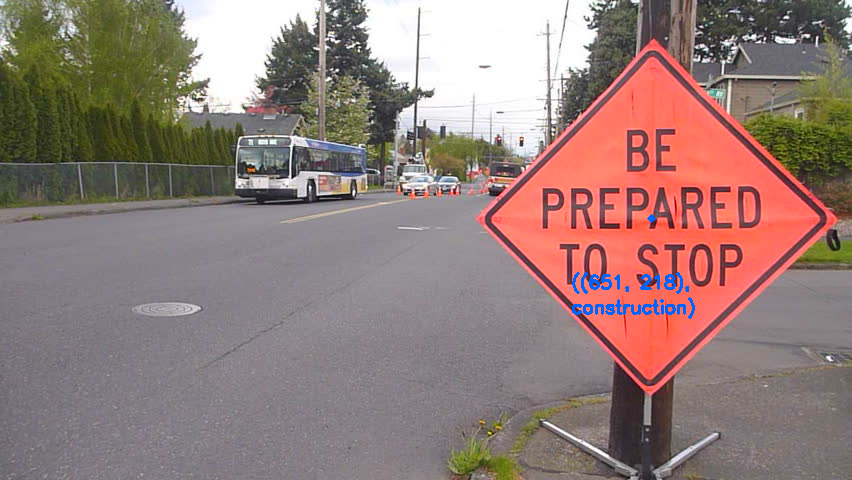 BE
PREPARED
TO STOP
((651, 218),
construction)